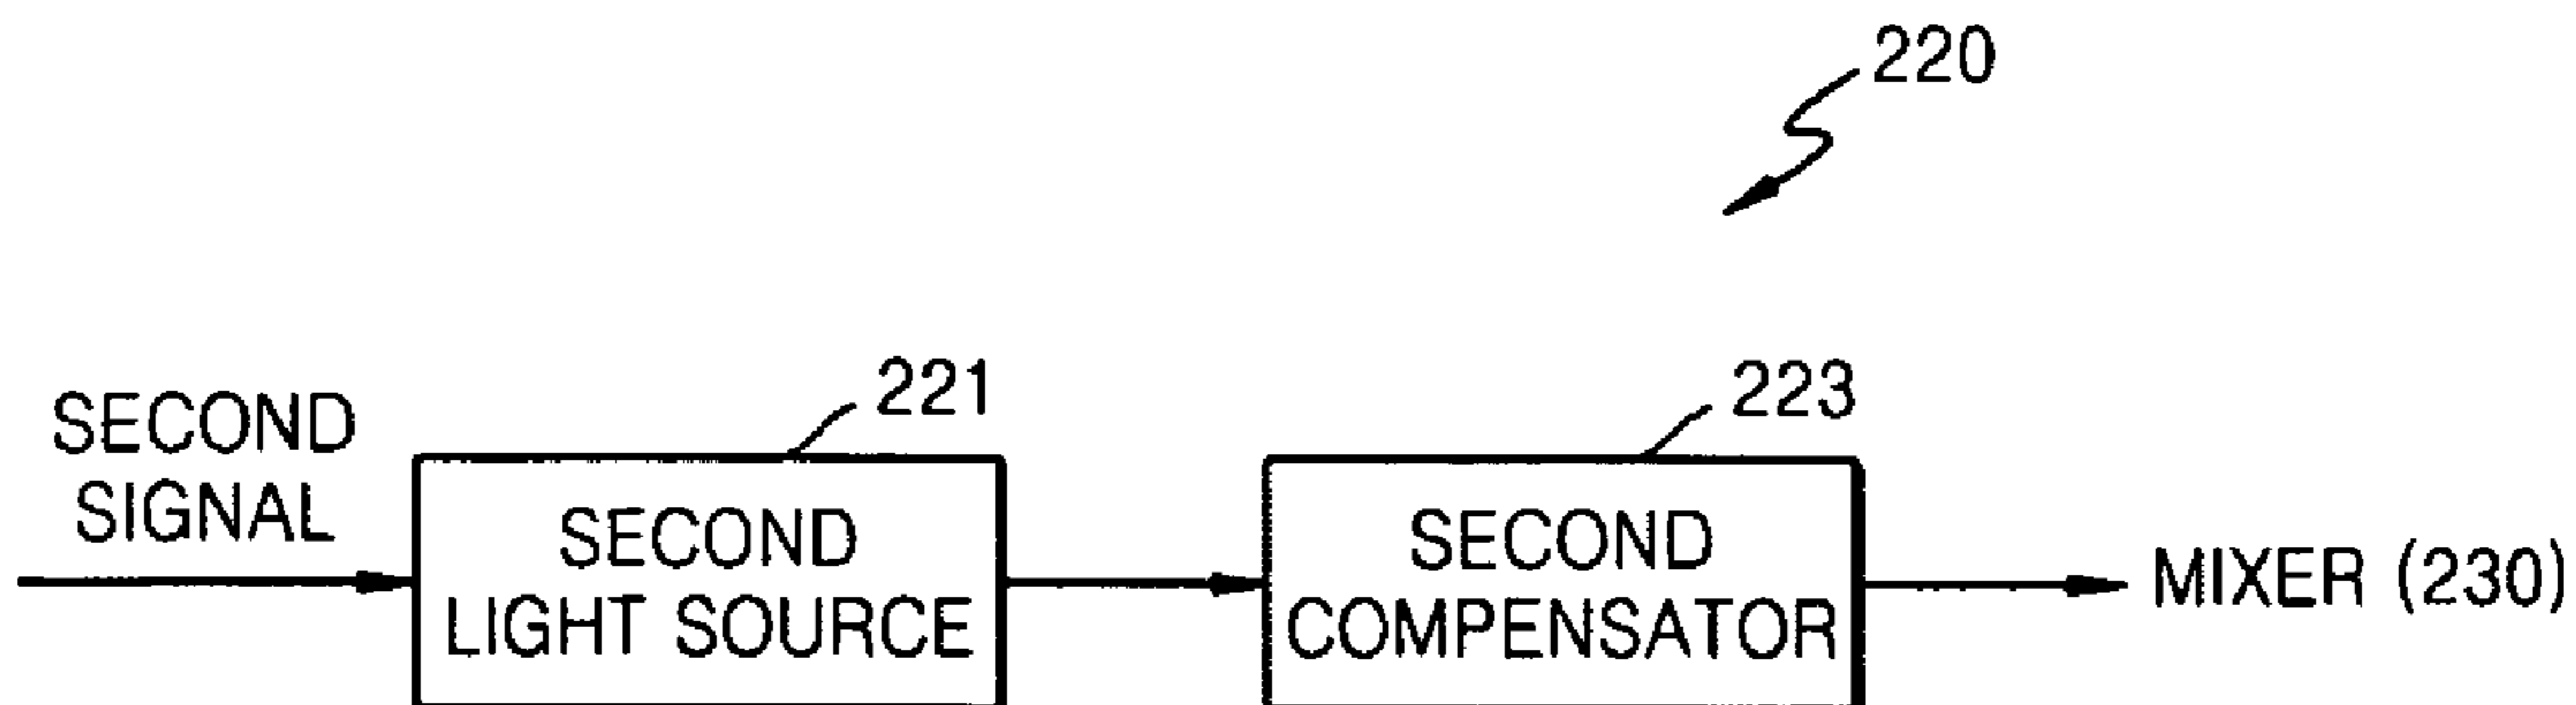 220
221
223
SECOND
SIGNAL
SECOND
LIGHT SOURCE
SECOND
COMPENSATOR
MIXER (230)